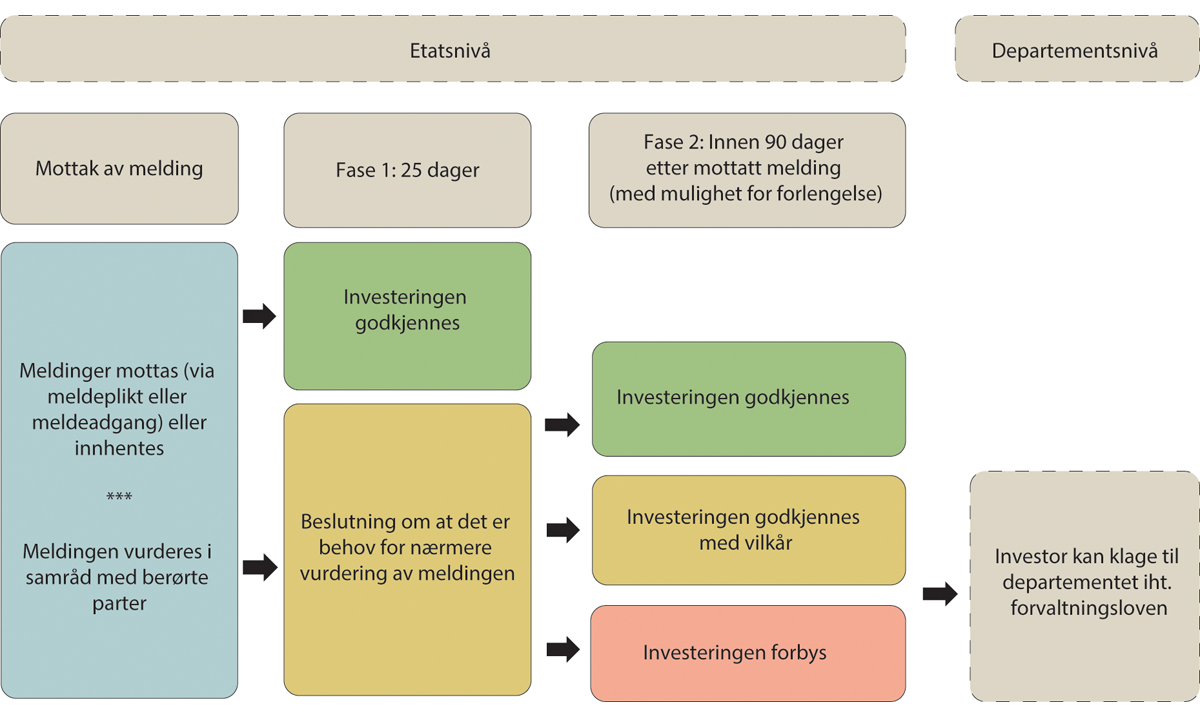 Etatsnivå
Departementsnivå
Mottak av melding
Fase 1: 25 dager
Fase 2: Innen 90 dager
etter mottatt melding
(med mulighet for forlengelse)
Meldinger mottas (via
meldeplikt eller
meldeadgang) eller
innhentes
***
Meldingen vurderes i
samråd med berørte
parter
Investeringen
godkjennes
Beslutning om at det er
behov for nærmere
vurdering av meldingen
Investeringen godkjennes
Investeringen godkjennes
med vilkår
Investeringen forbys
Investor kan klage til
departementet iht.
forvaltningsloven